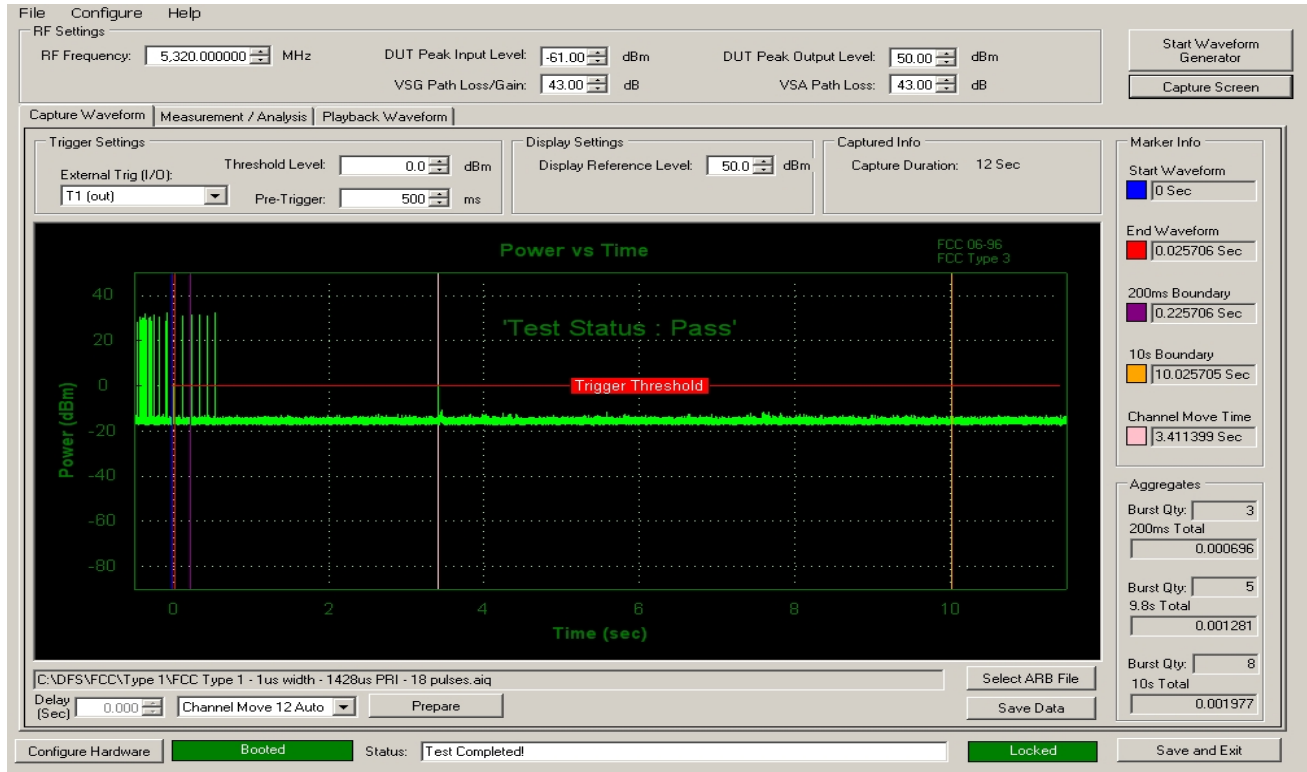 File Configure Help
RF Settings
RF Frequency: 5,320.000000 MHz DUT Peak Input Level: -61.00 dBm DUT Peak Output Level: 50.00 dBm
VSG Path Loss/Gain: 43.00 dB VSA Path Loss: 43.00 dB
Start Waveform Generator
Capture Screen
Capture Waveform Measurement / Analysis Playback Waveform
Trigger Settings
External Trig (I/O):
T1 (out)
Threshold Level: 0.0 dBm
Pre-Trigger: 500 ms
Display Settings
Display Reference Level: 50.0 dBm
Captured Info
Capture Duration: 12 Sec
Marker Info
Start Waveform
0 Sec
End Waveform
0.025706 Sec
200ms Boundary
0.225706 Sec
10s Boundary
10.025705 Sec
Channel Move Time
3.411399 Sec
Power vs Time
FCC 06-96
FCC Type 3
'Test Status : Pass'
Trigger Threshold
Power (dBm)
40
20
0
-20
-40
-60
-80
0 2 4 6 8 10
Time (sec)
Aggregates
Burst Qty: 3
200ms Total
0.000696
Burst Qty: 5
9.8s Total
0.001281
Burst Qty: 8
10s Total
0.001977
C:\DFS\FCC\Type 1\FCC Type 1 - 1us width - 1428us PRI - 18 pulses.aiq
Select ARB File
Delay (Sec) 0.000 Channel Move 12 Auto Prepare
Save Data
Configure Hardware Booted Status: Test Completed! Locked Save and Exit